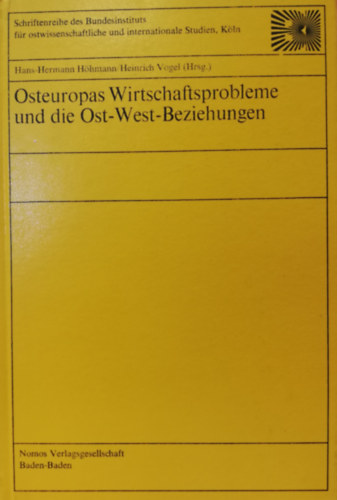 Schriftenreihe des Bundesinstituts
für ostwissenschaftliche und internationale Studien, Köln
Hans-Hermann Höhmann/Heinrich Vogel (Hrsg.)
Osteuropas Wirtschaftsprobleme
und die Ost-West-Beziehungen
Nomos Verlagsgesellschaft
Baden-Baden